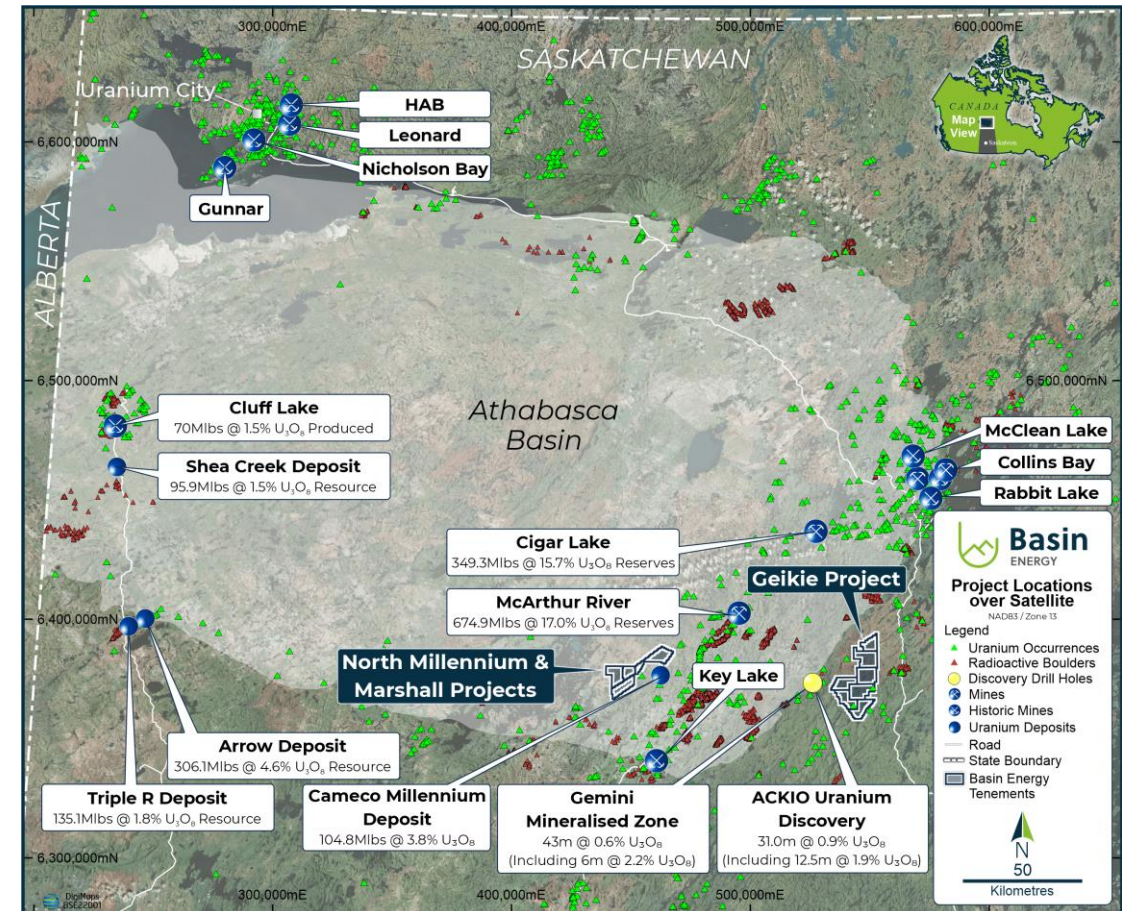 300,000mE
400,000mE
600,000mE
SASKATCHEWAN
Uranium City
HAB
Leonard
Nicholson Bay
Gunnar
CANADA
Map
View
Saskatoon
6,600,000mN
ALBERTA
6,500,000mN
6,500,000mN
Cluff Lake
70Mlbs @ 1.5% U₃O₈ Produced
Shea Creek Deposit
95.9Mlbs @ 1.5% U₃O₈ Resource
Athabasca
Basin
McClean Lake
Collins Bay
Rabbit Lake
Cigar Lake
349.3Mlbs @ 15.7% U₃O₈ Reserves
McArthur River
674.9Mlbs @ 17.0% U₃O₈ Reserves
Geikie Project
6,400,000mN
North Millennium &
Marshall Projects
Key Lake
Arrow Deposit
306.1Mlbs @ 4.6% U₃O₈ Resource
Triple R Deposit
135.1Mlbs @ 1.8% U₃O₈ Resource
Cameco Millennium
Deposit
104.8Mlbs @ 3.8% U₃O₈
Gemini
Mineralised Zone
43m @ 0.6% U₃O₈
(Including 6m @ 2.2% U₃O₈)
ACKIO Uranium
Discovery
31.0m @ 0.9% U₃O₈
(Including 12.5m @ 1.9% U₃O₈)
6,300,000mN
300,000mE
400,000mE
500,000mE
Basin
ENERGY
Project Locations
over Satellite
NAD83 / Zone 13
Legend
Uranium Occurrences
Radioactive Boulders
Discovery Drill Holes
Mines
Historic Mines
Uranium Deposits
Road
State Boundary
Basin Energy
Tenements
N
50
Kilometres
DigiMaps
BSE22001